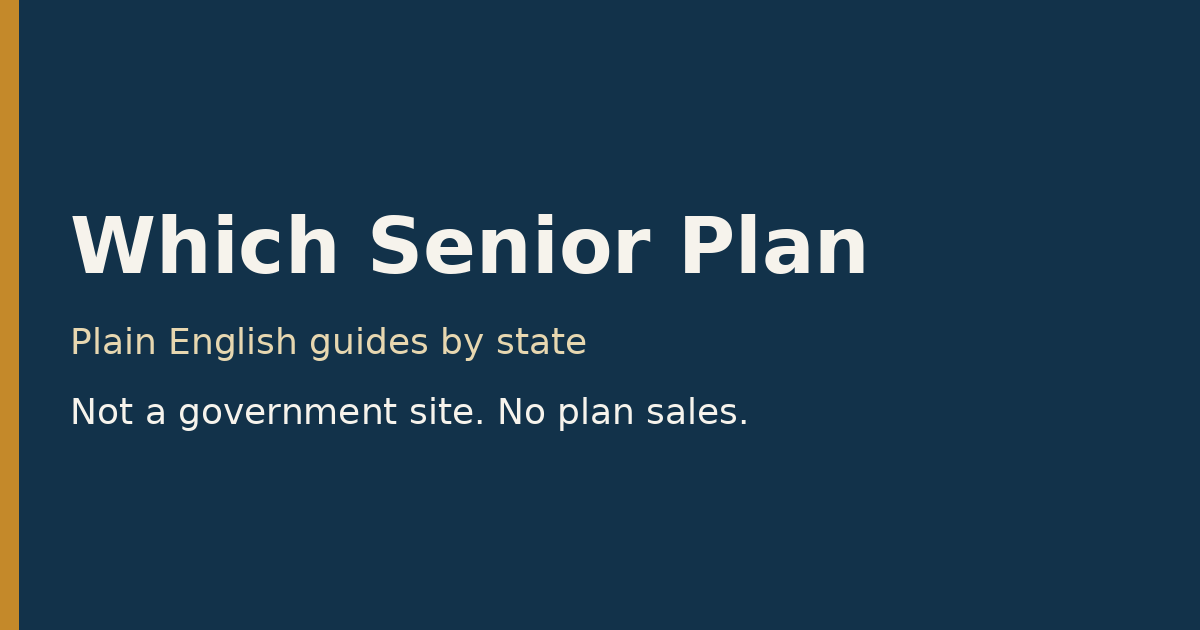 Which Senior Plan
Plain English guides by state
Not a government site. No plan sales.